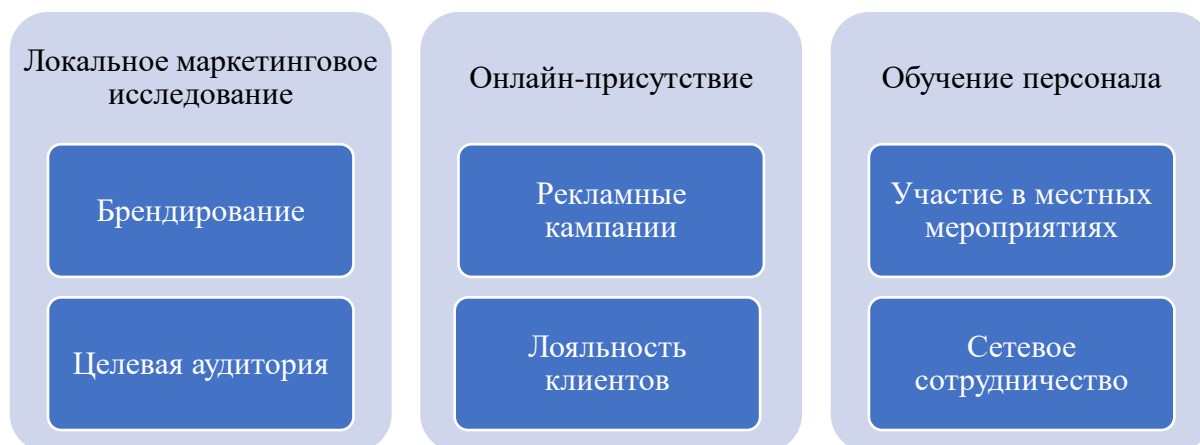 Локальное маркетинговое
исследование
Брендирование
Целевая аудитория
Онлайн-присутствие
Рекламные
кампании
Лояльность
клиентов
Обучение персонала
Участие в местных
мероприятиях
Сетевое
сотрудничество